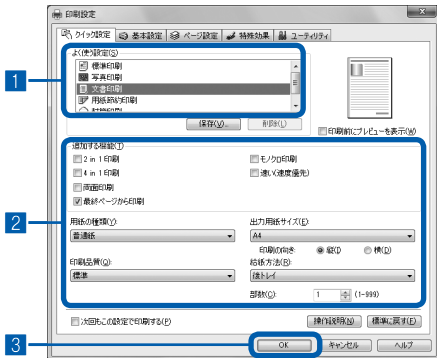 印刷設定
クイック設定 基本設定 ページ設定 特殊効果 ユーティリティ
よく使う設定(S)
標準印刷
写真印刷
文書印刷
用紙節約印刷
保存(V)... 削除(L)
印刷前にプレビューを表示(W)
追加する機能(T)
2 in 1 印刷 モノクロ印刷
4 in 1 印刷 速い(速度優先)
両面印刷
最終ページから印刷
用紙の種類(Y): 出力用紙サイズ(E):
普通紙 A4
印刷の向き 縦(I) 横(D)
印刷品質(Q): 給紙方法(R):
標準 後トレイ
部数(C): 1 (1-999)
次回もこの設定で印刷する(P) 操作説明(N) 標準に戻す(F)
OK キャンセル ヘルプ
1
2
3